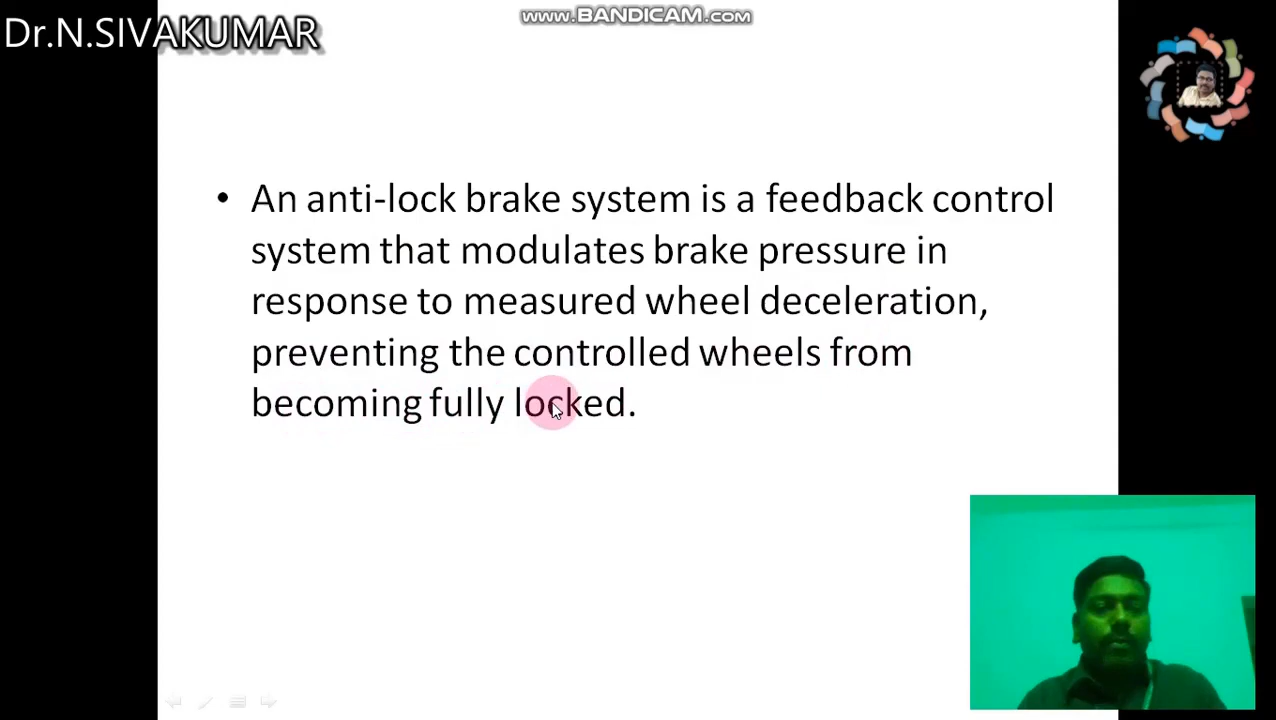 www.BANDICAM.com
Dr.N.SIVAKUMAR
• An anti-lock brake system is a feedback control
system that modulates brake pressure in
response to measured wheel deceleration,
preventing the controlled wheels from
becoming fully locked.